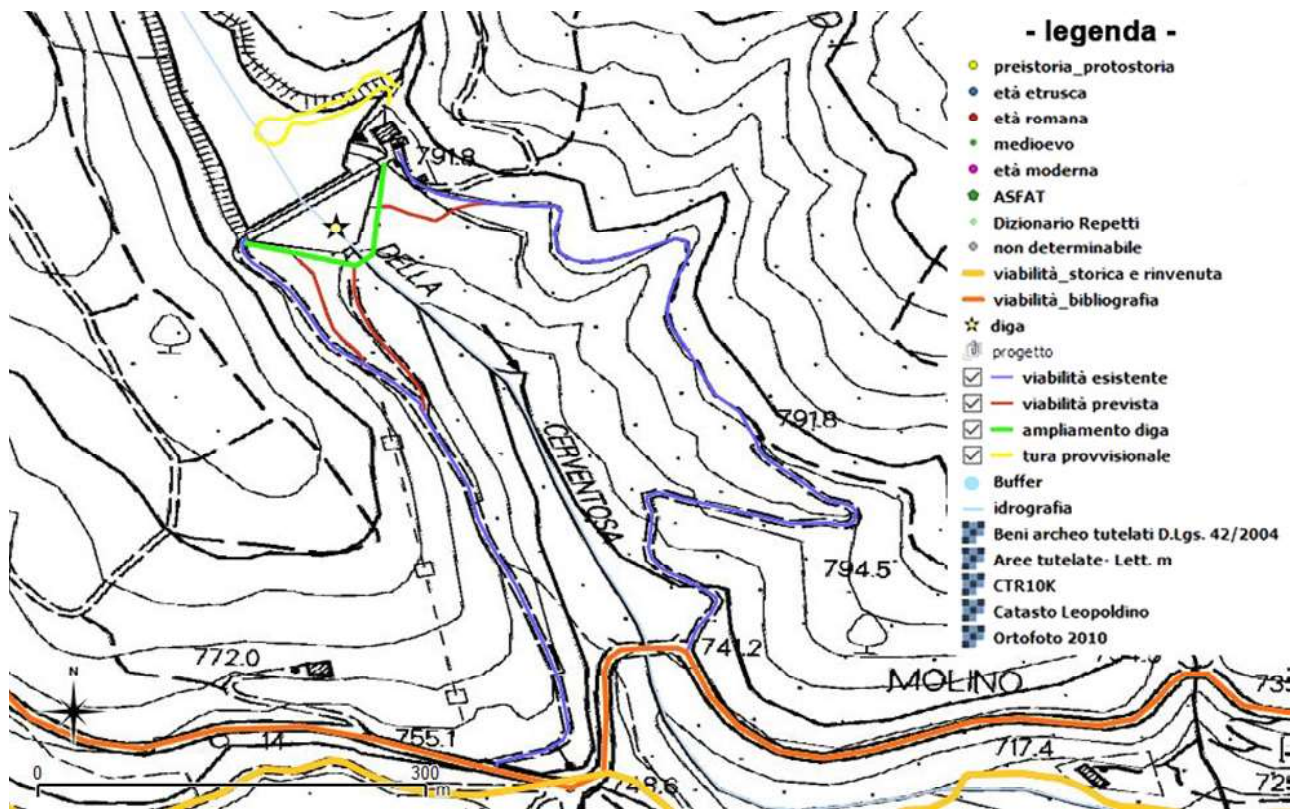 - legenda -
preistoria_protostoria
età etrusca
età romana
medioevo
età moderna
ASFAT
Dizionario Repetti
non determinabile
viabilità_storica e rinvenuta
viabilità_bibliografia
diga
progetto
viabilità esistente
viabilità prevista
ampliamento diga
tura provvisionale
Buffer
idrografia
Beni archeo tutelati D.Lgs. 42/2004
Aree tutelate- Lett. m
CTR10K
Catasto Leopoldino
Ortofoto 2010
791.8
DELLA
CERVENTOSA
791.8
794.5
741.2
MOLINO
772.0
N
14
755.1
717.4
0
300
m